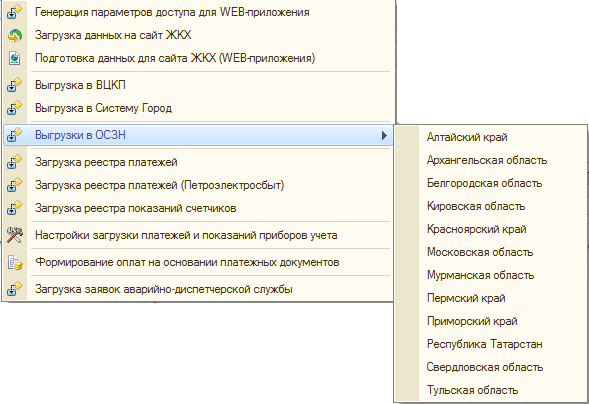 Генерация параметров доступа для WEB-приложения
Загрузка данных на сайт ЖКХ
Подготовка данных для сайта ЖКХ (WEB-приложения)
Выгрузка в ВЦКП
Выгрузка в Систему Город
Выгрузки в ОСЗН
Загрузка реестра платежей
Загрузка реестра платежей (Петроэлектросбыт)
Загрузка реестра показаний счетчиков
Настройки загрузки платежей и показаний приборов учета
Формирование оплат на основании платежных документов
Загрузка заявок аварийно-диспетчерской службы
Алтайский край
Архангельская область
Белгородская область
Кировская область
Красноярский край
Московская область
Мурманская область
Пермский край
Приморский край
Республика Татарстан
Свердловская область
Тульская область